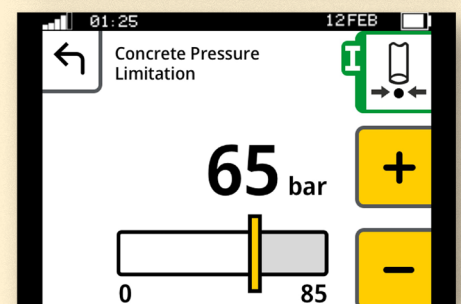 01:25 12FEB
Concrete Pressure
Limitation
I
65 bar
+
-
0 85